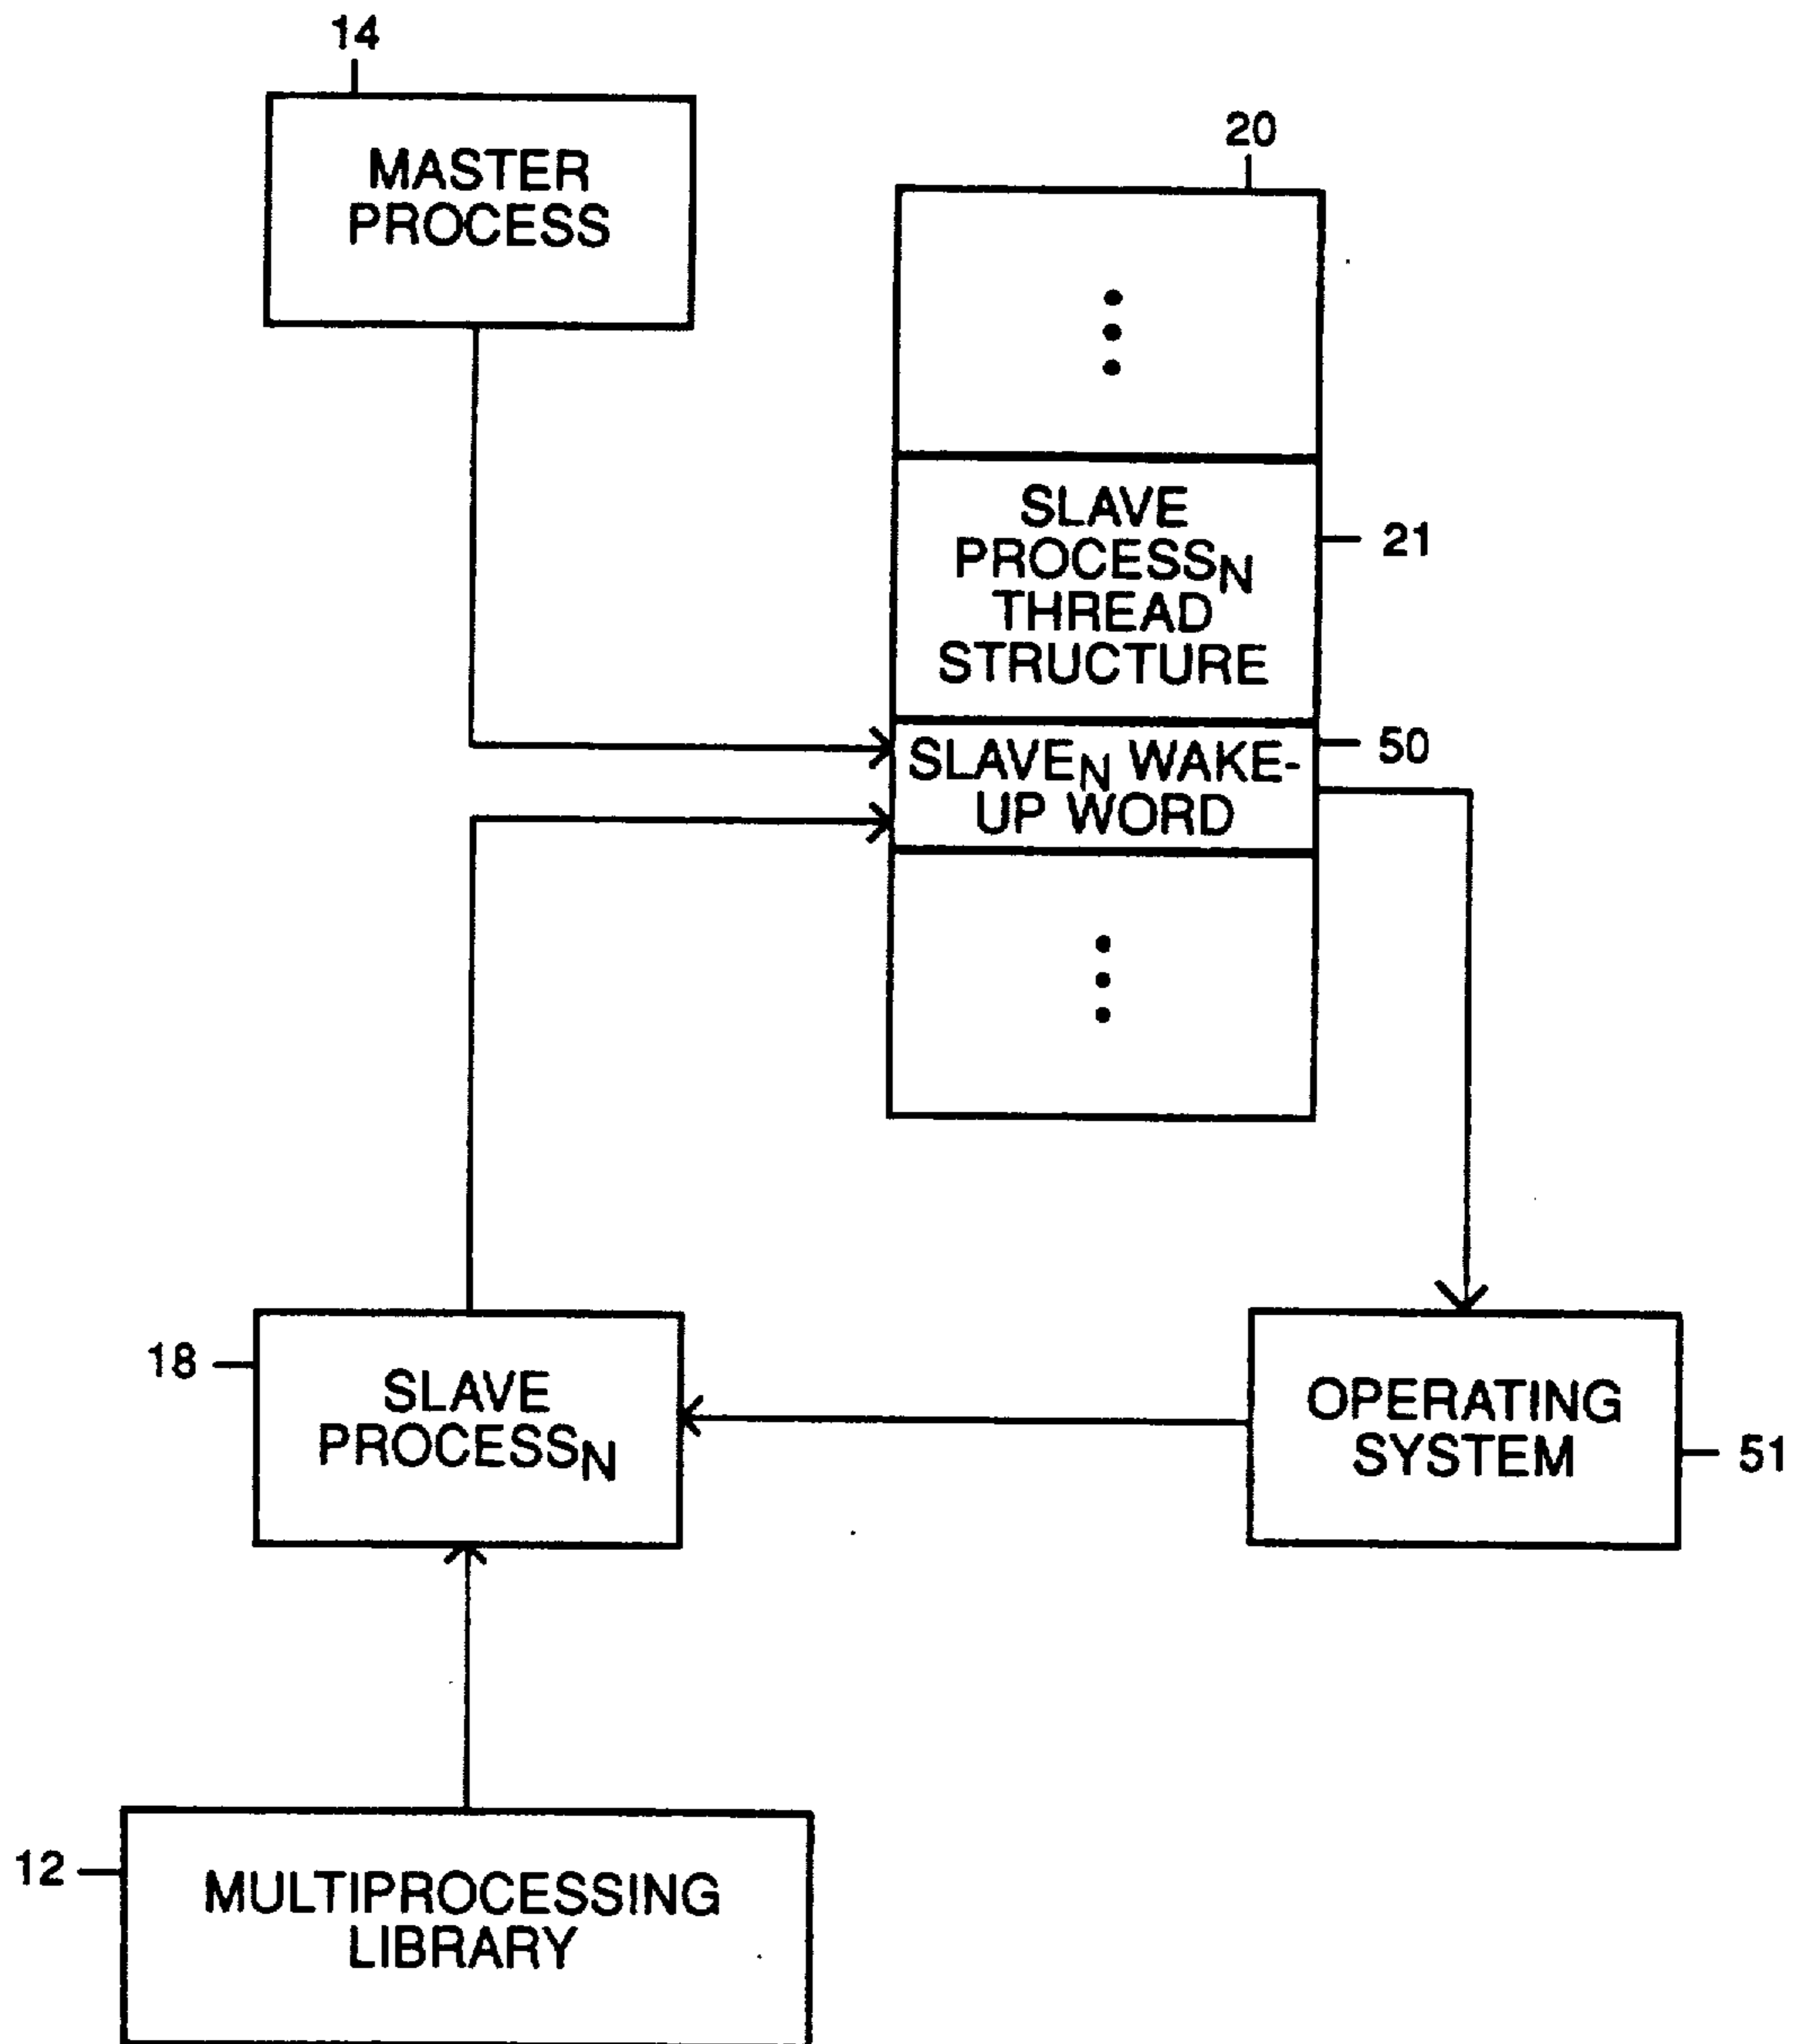 14
MASTER
PROCESS
20
SLAVE
PROCESSN
THREAD
STRUCTURE
21
SLAVEN WAKE-
UP WORD
50
18
SLAVE
PROCESSN
OPERATING
SYSTEM
51
12
MULTIPROCESSING
LIBRARY